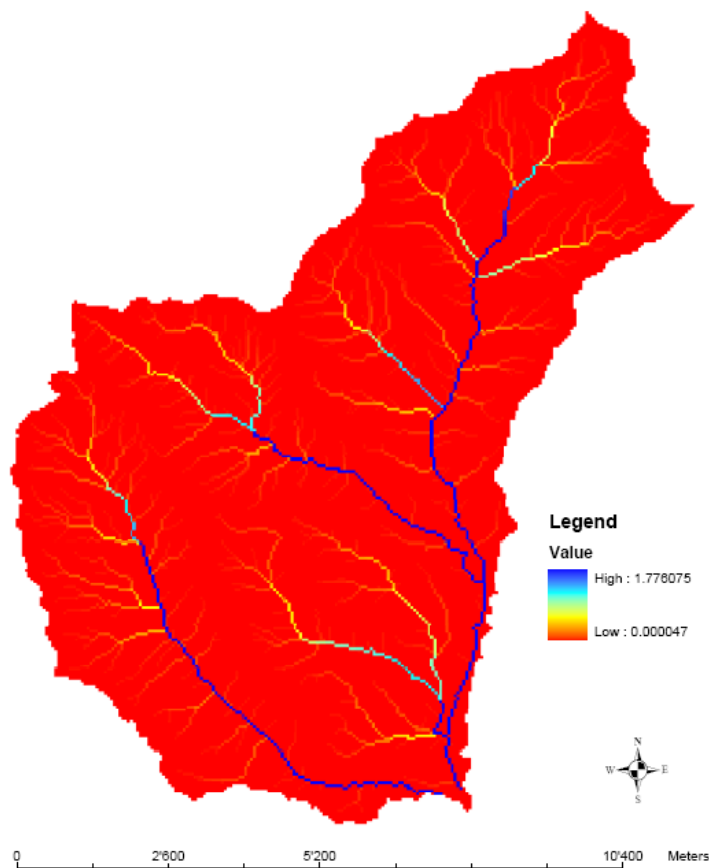 Legend
Value
High : 1.776075
Low : 0.000047
N
W E
S
0 2'600 5'200 10'400 Meters